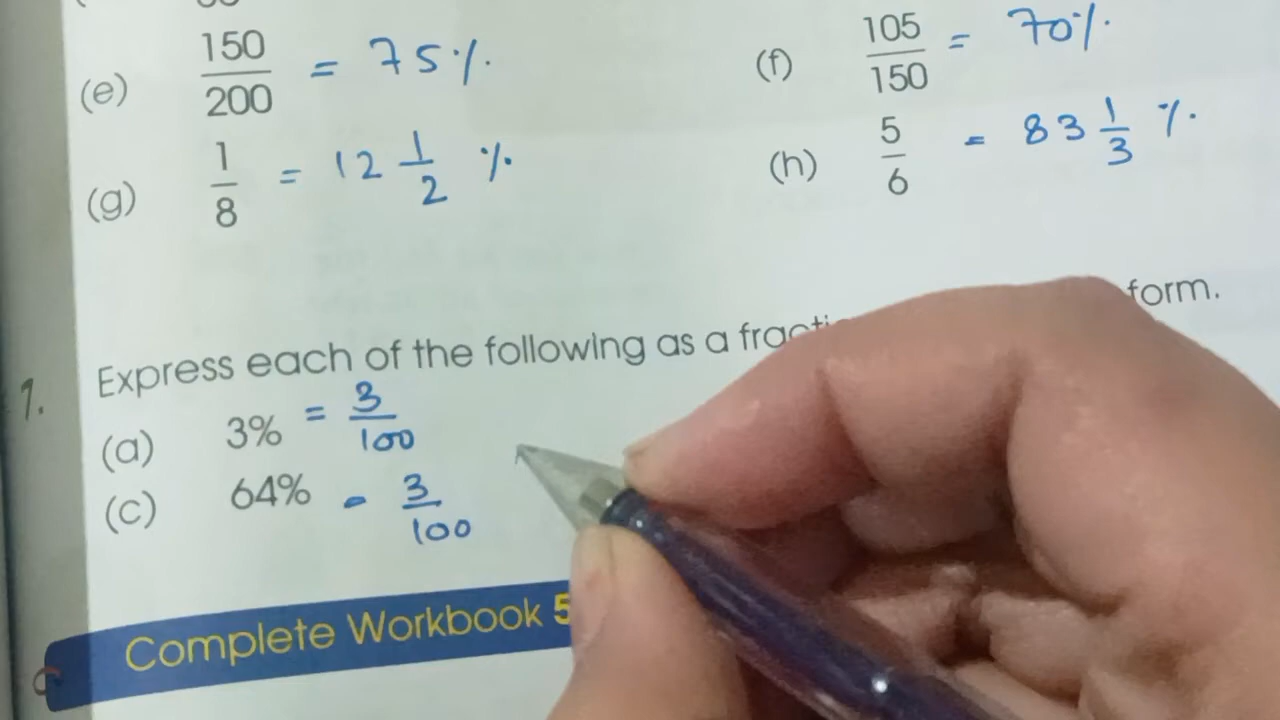 (e) 150/200 = 75%
(f) 105/150 = 70%
(g) 1/8 = 12 1/2 %
(h) 5/6 = 83 1/3 %
7. Express each of the following as a form.
(a) 3% = 3/100
(c) 64% - 3/100
Complete Workbook 5